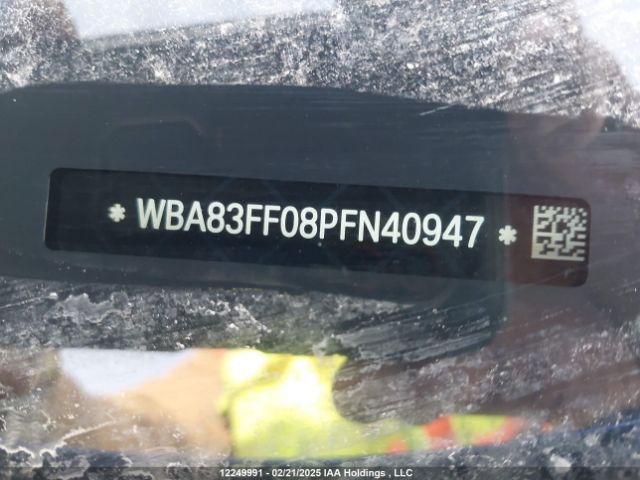 * WBA83FF08PFN40947 *
12249991 - 02/21/2025 IAA Holdings , LLC